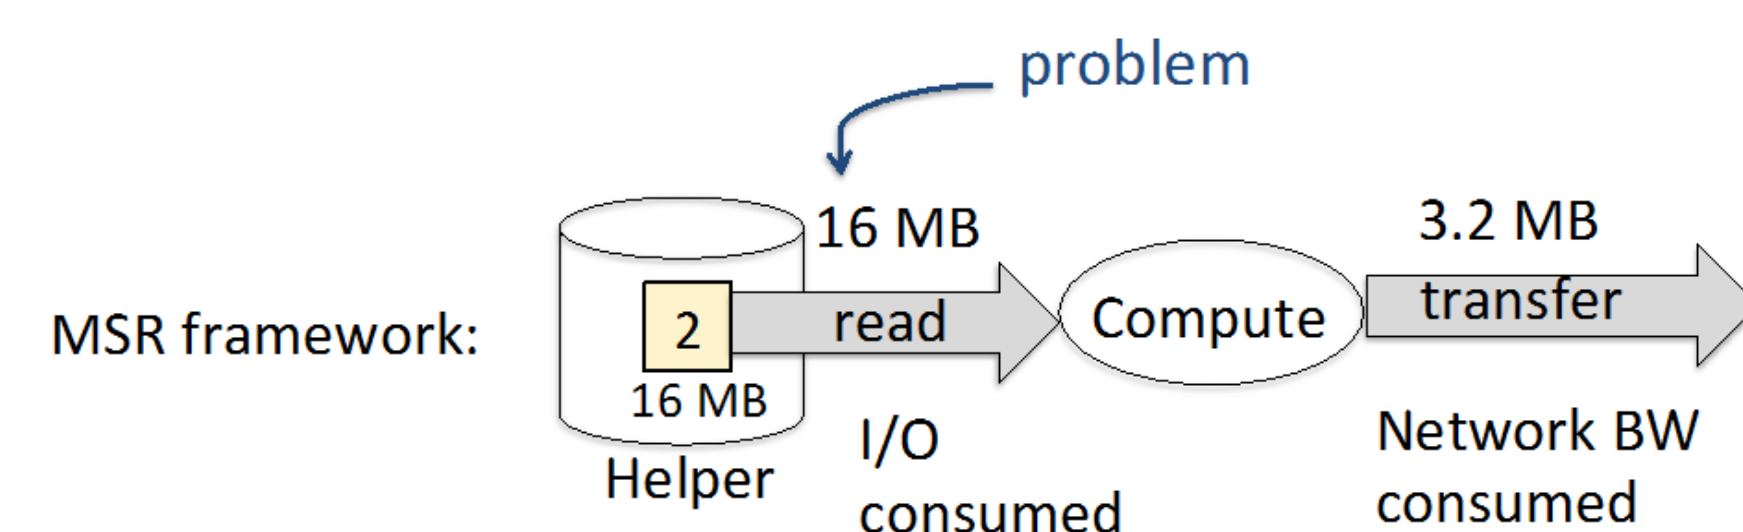 problem
16 MB
3.2 MB
MSR framework:
2
read
Compute
transfer
16 MB
Helper
I/O
consumed
Network BW
consumed